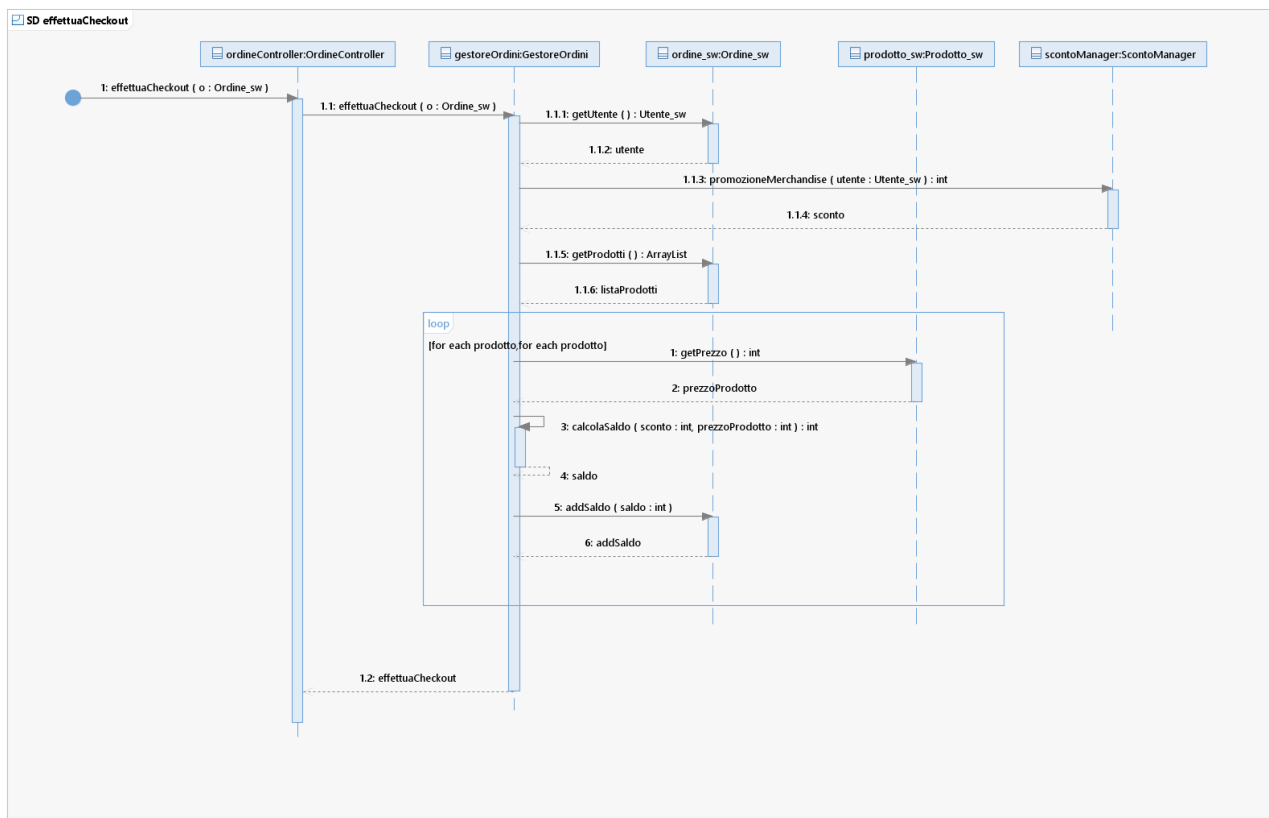 SD effettuaCheckout
ordineController:OrdineController
gestoreOrdini:GestoreOrdini
ordine_sw:Ordine_sw
prodotto_sw:Prodotto_sw
scontoManager:ScontoManager
1: effettuaCheckout ( o : Ordine_sw )
1.1: effettuaCheckout ( o : Ordine_sw )
1.1.1: getUtente ( ) : Utente_sw
1.1.2: utente
1.1.3: promozioneMerchandise ( utente : Utente_sw ) : int
1.1.4: sconto
1.1.5: getProdotti ( ) : ArrayList
1.1.6: listaProdotti
loop
[for each prodotto,for each prodotto]
1: getPrezzo ( ) : int
2: prezzoProdotto
3: calcolaSaldo ( sconto : int, prezzoProdotto : int ) : int
4: saldo
5: addSaldo ( saldo : int )
6: addSaldo
1.2: effettuaCheckout